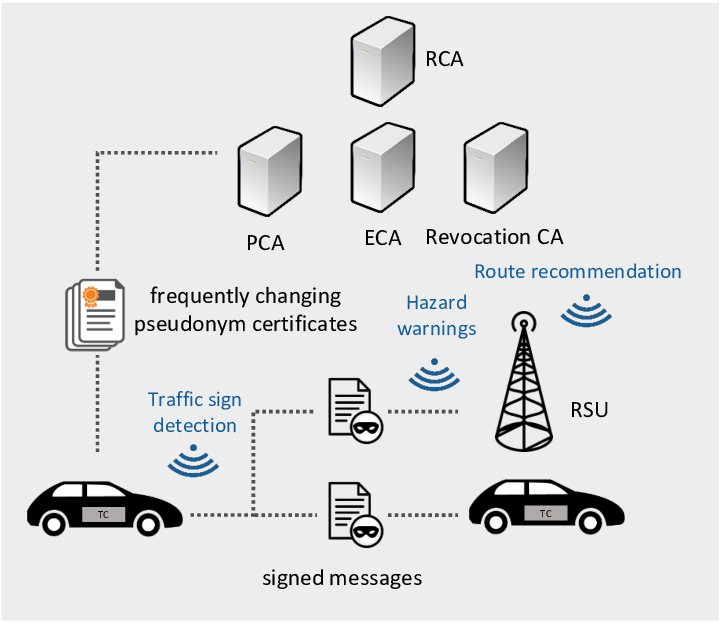 RCA
PCA
ECA
Revocation CA
Route recommendation
frequently changing
pseudonym certificates
Hazard
warnings
Traffic sign
detection
RSU
TC
TC
signed messages